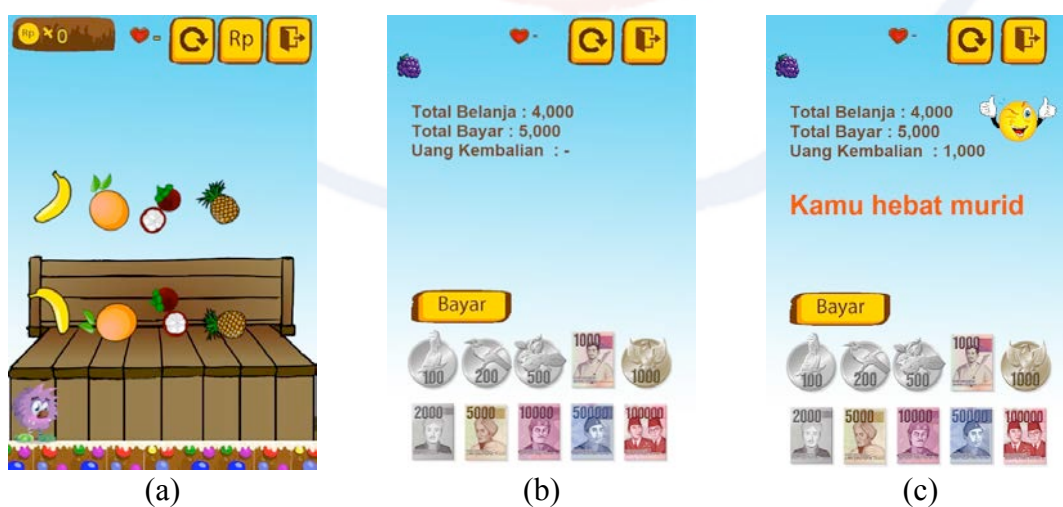 Rp × 0 - Rp
-
Total Belanja : 4,000
Total Bayar : 5,000
Uang Kembalian : -
Bayar
100 200 500 1000 1000
2000 5000 10000 50000 100000
-
Total Belanja : 4,000
Total Bayar : 5,000
Uang Kembalian : 1,000
Kamu hebat murid
Bayar
100 200 500 1000 1000
2000 5000 10000 50000 100000
(a) (b) (c)